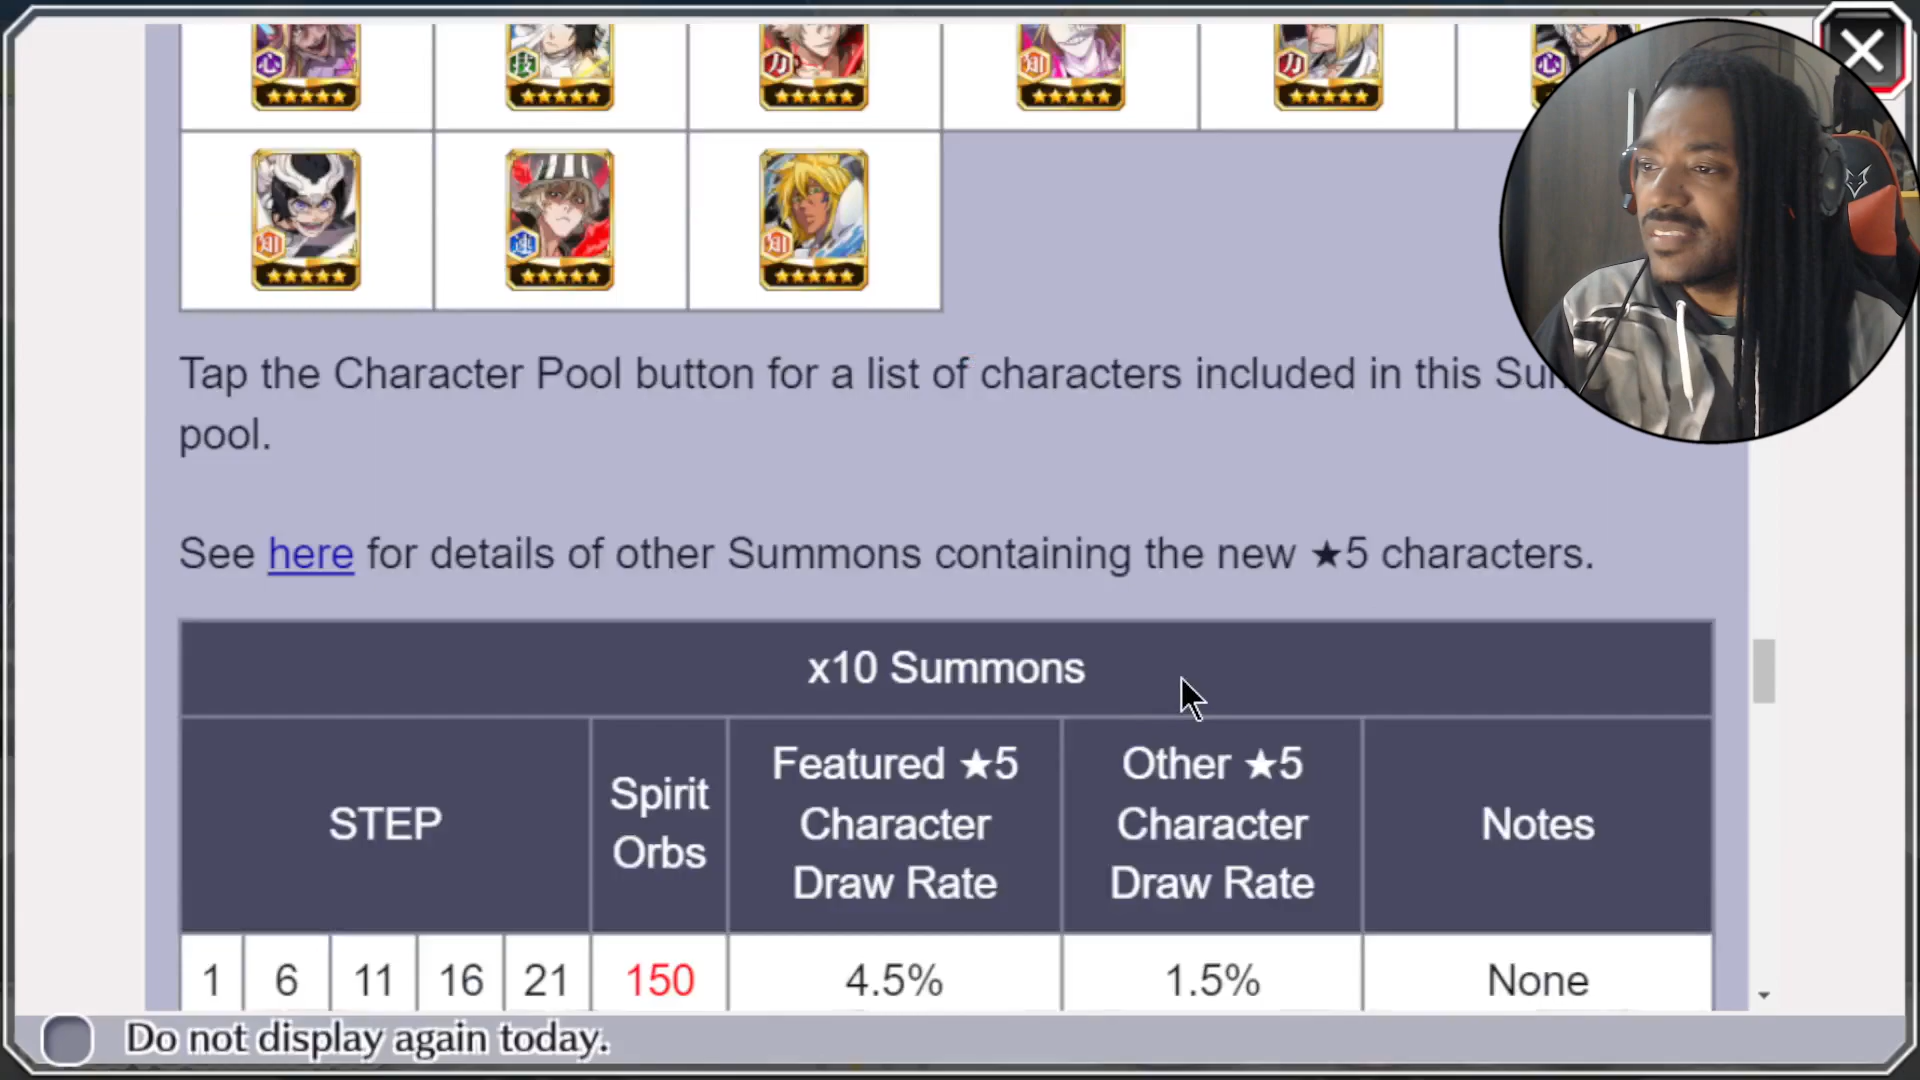 Tap the Character Pool button for a list of characters included in this
pool.
See here for details of other Summons containing the new ★5 characters.
x10 Summons
STEP
Spirit
Orbs
Featured ★5
Character
Draw Rate
Other ★5
Character
Draw Rate
Notes
1 6 11 16 21 150 4.5% 1.5% None
Do not display again today.